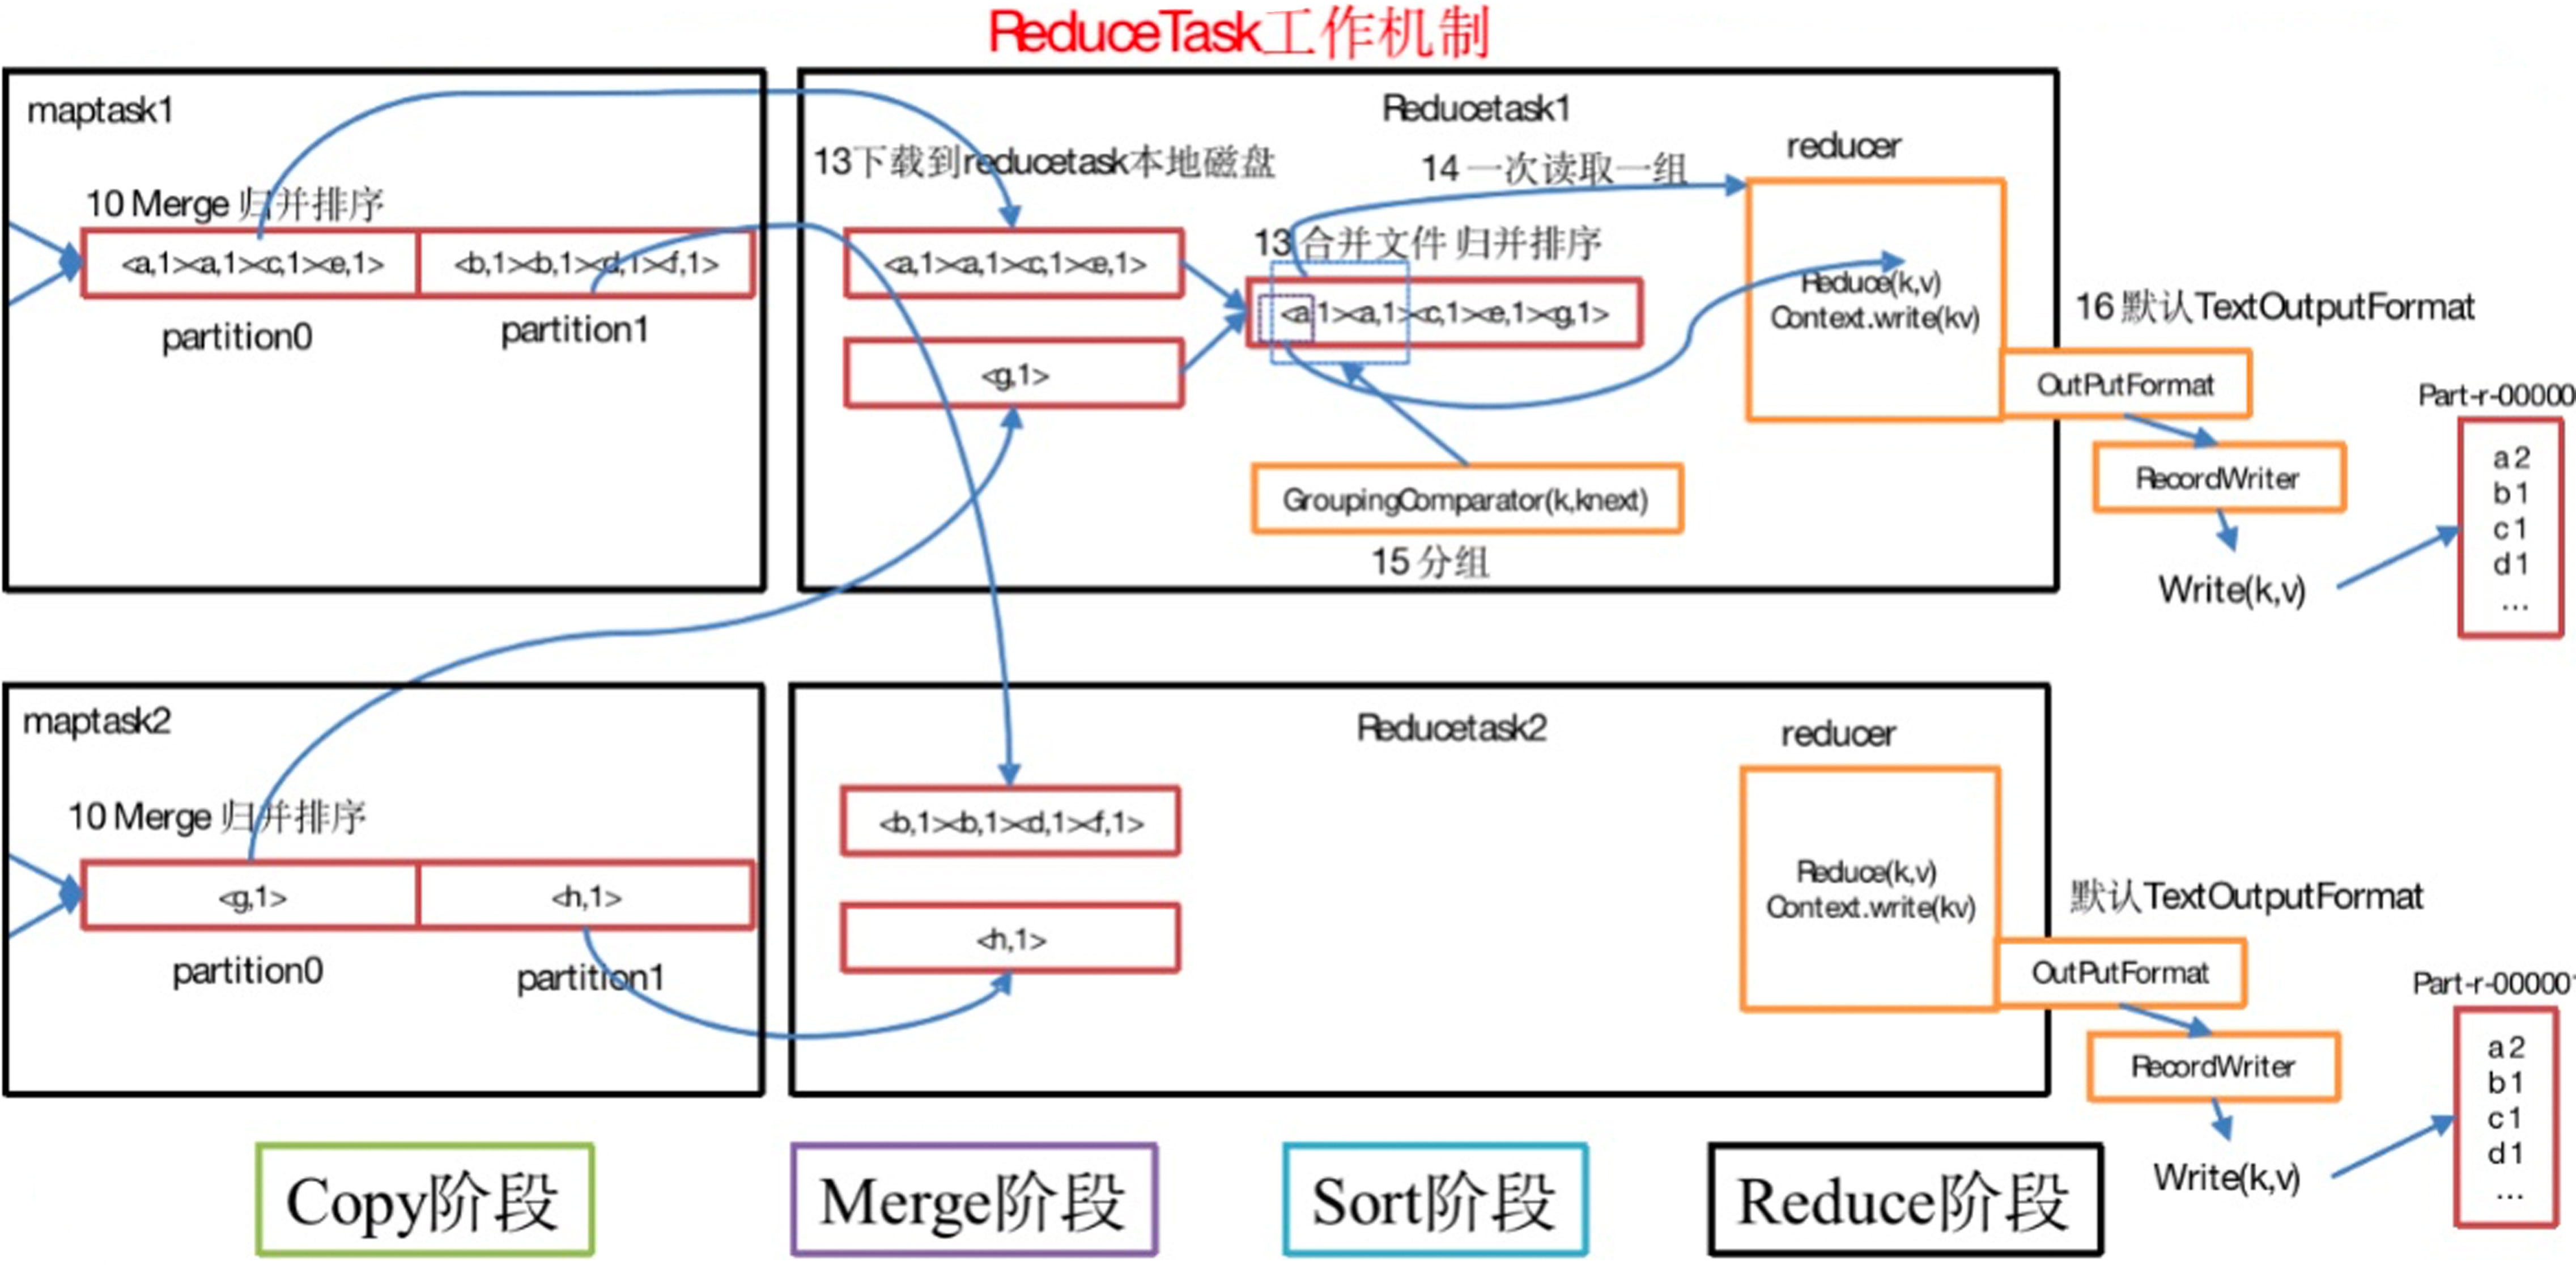 ReduceTask工作机制
maptask1
10 Merge 归并排序
<a,1><a,1><c,1><e,1>
<b,1><b,1><d,1><f,1>
partition0
partition1
Reducetask1
13下载到reducetask本地磁盘
<a,1><a,1><c,1><e,1>
<g,1>
14 一次读取一组
13 合并文件 归并排序
<a,1><a,1><c,1><e,1><g,1>
GroupingComparator(k,knext)
15 分组
reducer
Reduce(k,v)
Context.write(kv)
16 默认TextOutputFormat
OutPutFormat
RecordWriter
Write(k,v)
Part-r-00000
a 2
b 1
c 1
d 1
...
maptask2
10 Merge 归并排序
<g,1>
<h,1>
partition0
partition1
Reducetask2
<b,1><b,1><d,1><f,1>
<h,1>
reducer
Reduce(k,v)
Context.write(kv)
默认TextOutputFormat
OutPutFormat
RecordWriter
Write(k,v)
Part-r-000001
a 2
b 1
c 1
d 1
...
Copy阶段
Merge阶段
Sort阶段
Reduce阶段